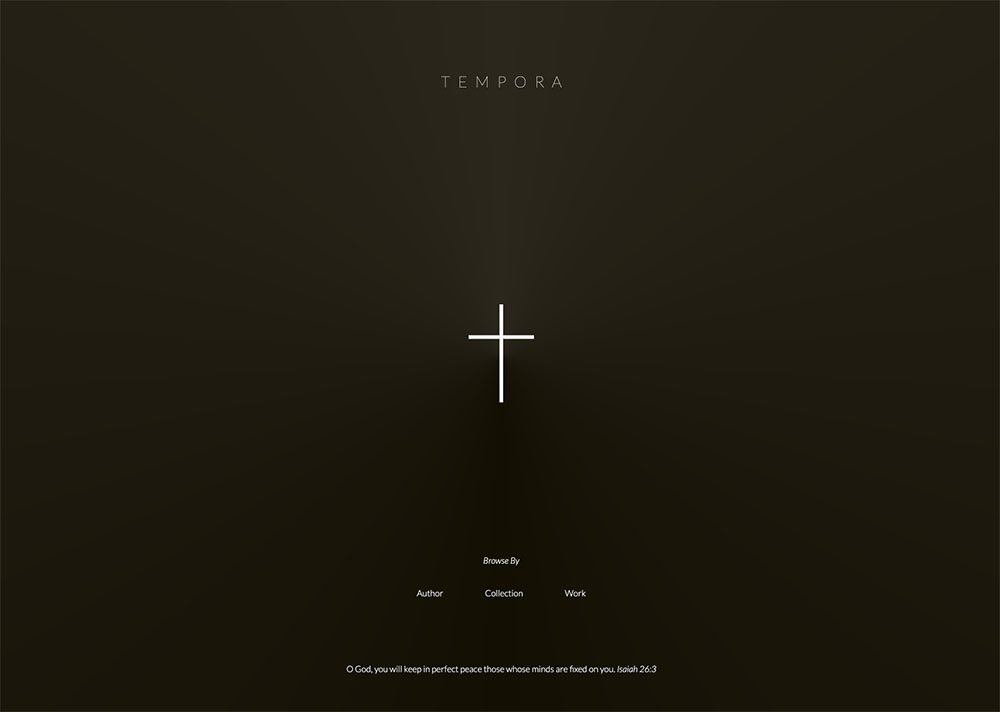 TEMPORA
Browse By
Author Collection Work
O God, you will keep in perfect peace those whose minds are fixed on you. Isaiah 26:3